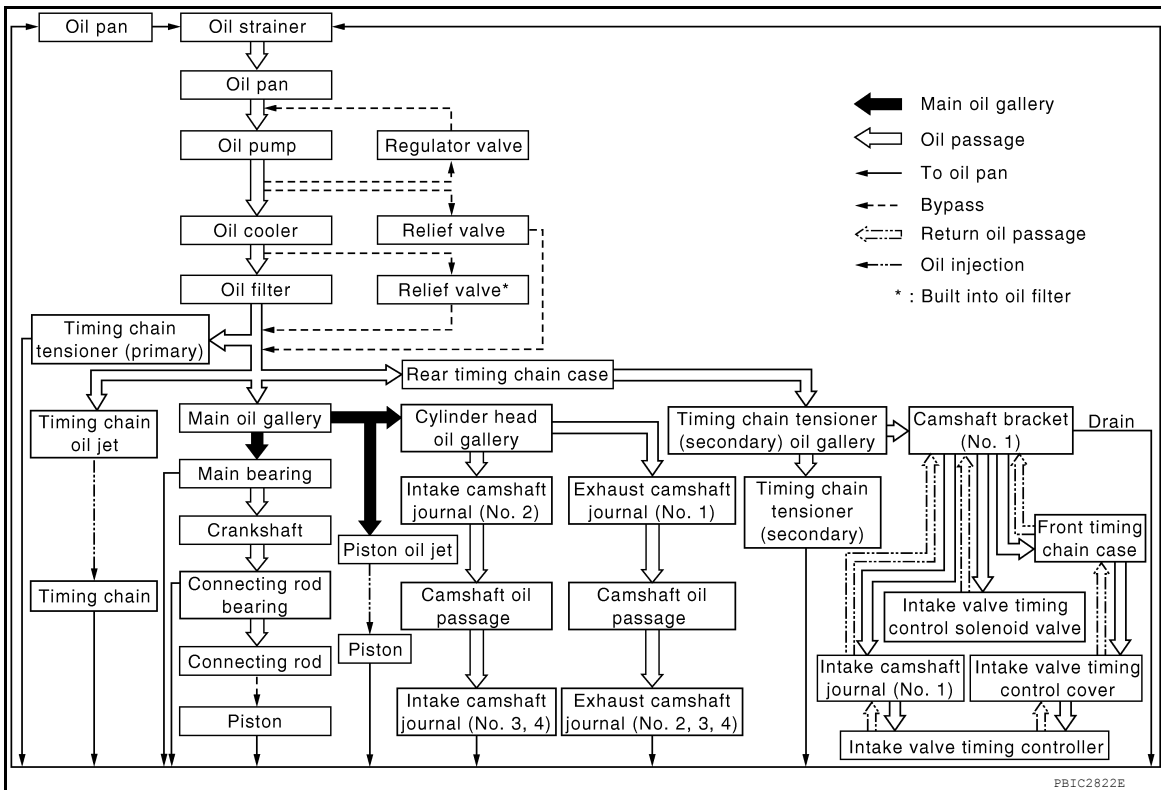 Oil pan
Oil strainer
Oil pan
Oil pump
Regulator valve
Oil cooler
Relief valve
Oil filter
Relief valve*
Main oil gallery
Oil passage
To oil pan
Bypass
Return oil passage
Oil injection
* : Built into oil filter
Timing chain
tensioner (primary)
Rear timing chain case
Timing chain
oil jet
Main oil gallery
Cylinder head
oil gallery
Timing chain tensioner
(secondary) oil gallery
Camshaft bracket
(No. 1)
Drain
Main bearing
Intake camshaft
journal (No. 2)
Exhaust camshaft
journal (No. 1)
Timing chain
tensioner
(secondary)
Crankshaft
Piston oil jet
Front timing
chain case
Timing chain
Connecting rod
bearing
Camshaft oil
passage
Camshaft oil
passage
Intake valve timing
control solenoid valve
Connecting rod
Piston
Intake camshaft
journal (No. 1)
Intake valve timing
control cover
Piston
Intake camshaft
journal (No. 3, 4)
Exhaust camshaft
journal (No. 2, 3, 4)
Intake valve timing controller
PBIC2822E